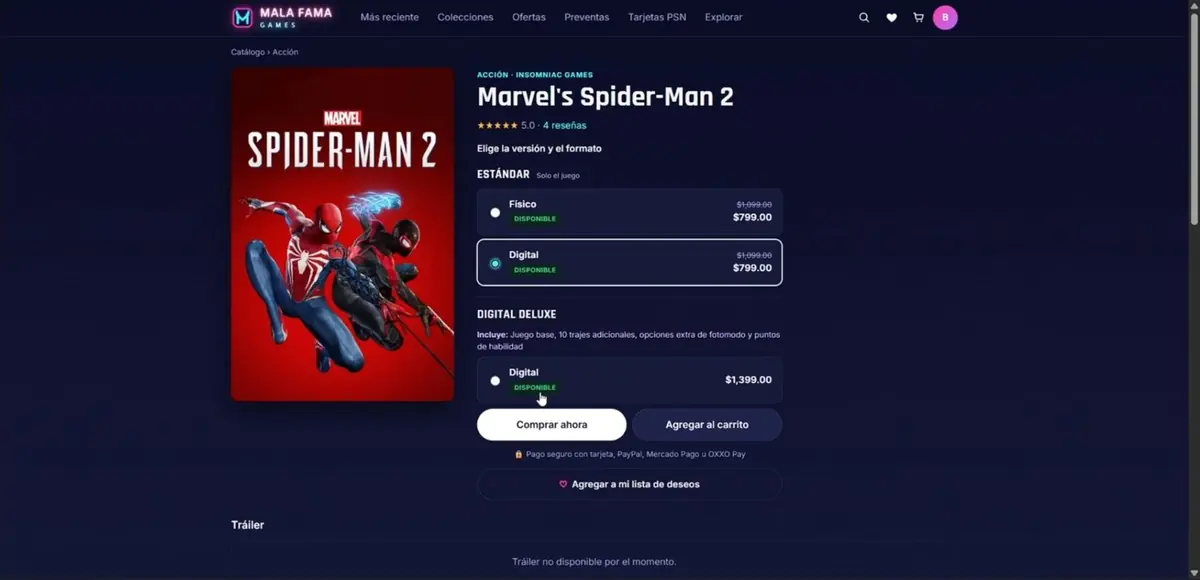 MALA FAMA
GAMES
Más reciente Colecciones Ofertas Preventas Tarjetas PSN Explorar
B
Catálogo › Acción
MARVEL
SPIDER-MAN 2
ACCIÓN · INSOMNIAC GAMES
Marvel's Spider-Man 2
★★★★★ 5.0 · 4 reseñas
Elige la versión y el formato
ESTÁNDAR Solo el juego
Físico
DISPONIBLE
$1,099.00
$799.00
Digital
DISPONIBLE
$1,099.00
$799.00
DIGITAL DELUXE
Incluye: Juego base, 10 trajes adicionales, opciones extra de fotomodo y puntos
de habilidad
Digital
DISPONIBLE
$1,399.00
Comprar ahora
Agregar al carrito
Pago seguro con tarjeta, PayPal, Mercado Pago u OXXO Pay
Agregar a mi lista de deseos
Tráiler
Tráiler no disponible por el momento.